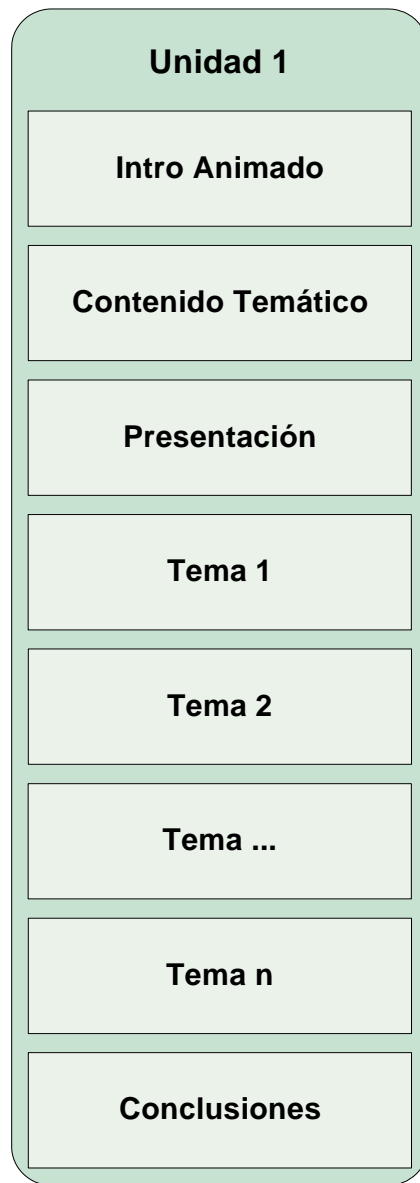 Unidad 1
Intro Animado
Contenido Temático
Presentación
Tema 1
Tema 2
Tema ...
Tema n
Conclusiones